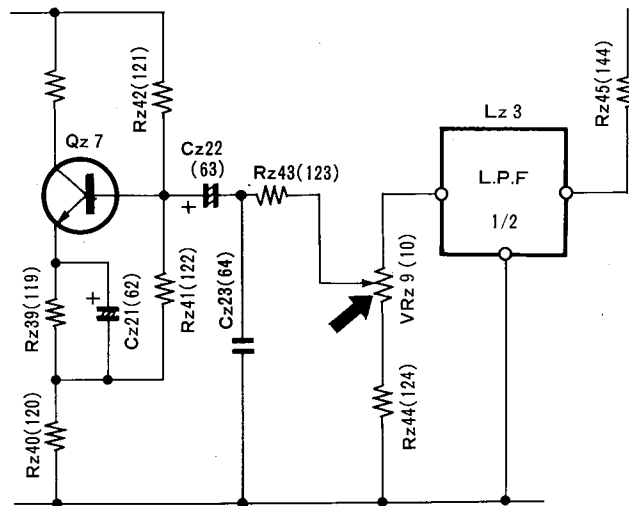 Qz 7
Rz42(121)
Cz22
(63)
+
Rz43(123)
Lz 3
L.P.F
1/2
Rz45(144)
Rz39(119)
+
Cz21(62)
Rz41(122)
Cz23(64)
VRz 9 (10)
Rz40(120)
Rz44(124)